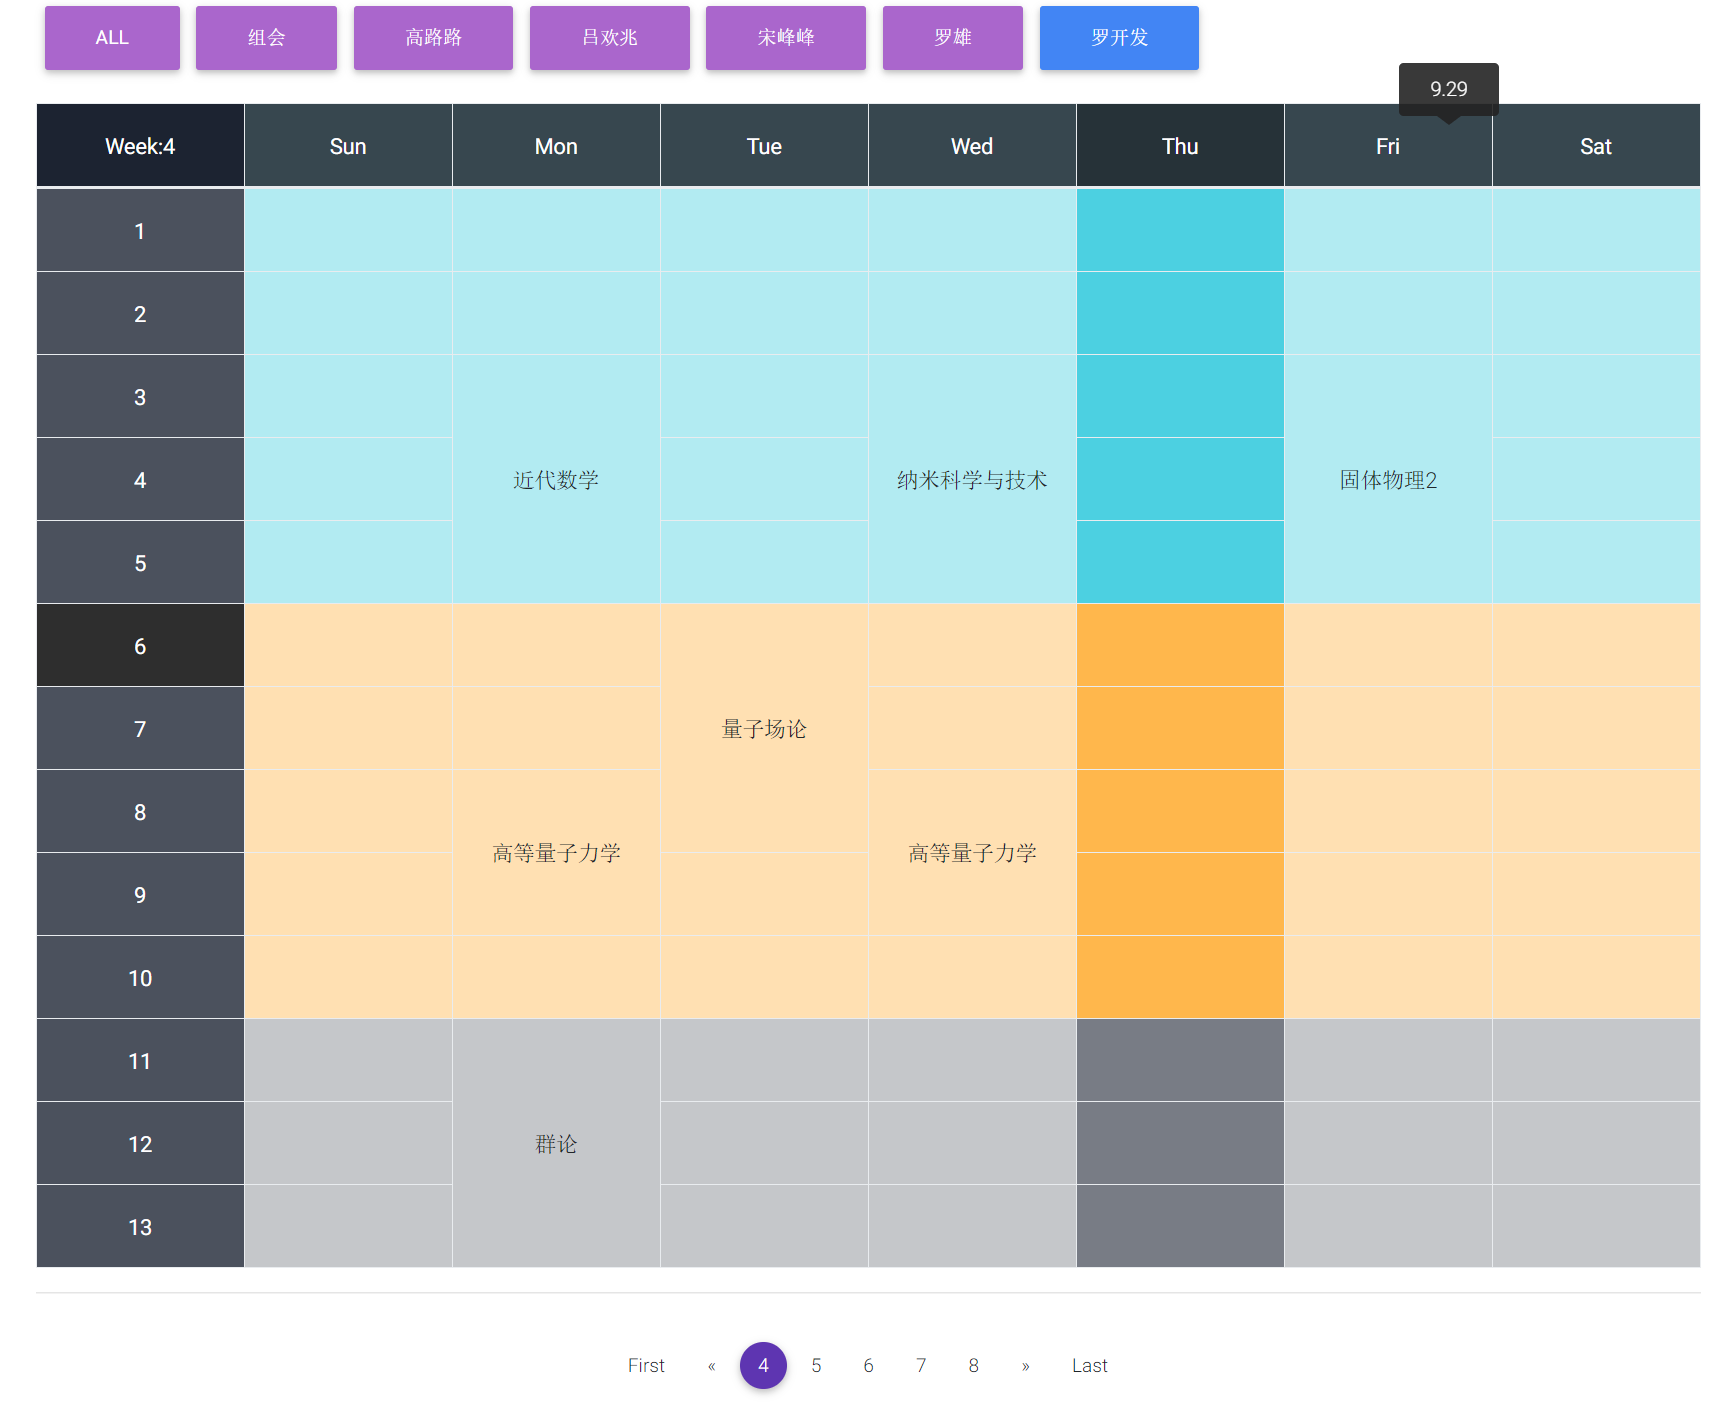 ALL 组会 高路路 吕欢兆 宋峰峰 罗雄 罗开发
9.29
Week:4 Sun Mon Tue Wed Thu Fri Sat
1
2
3
4 近代数学 纳米科学与技术 固体物理2
5
6
7 量子场论
8
高等量子力学 高等量子力学
9
10
11
12 群论
13
First « 4 5 6 7 8 » Last